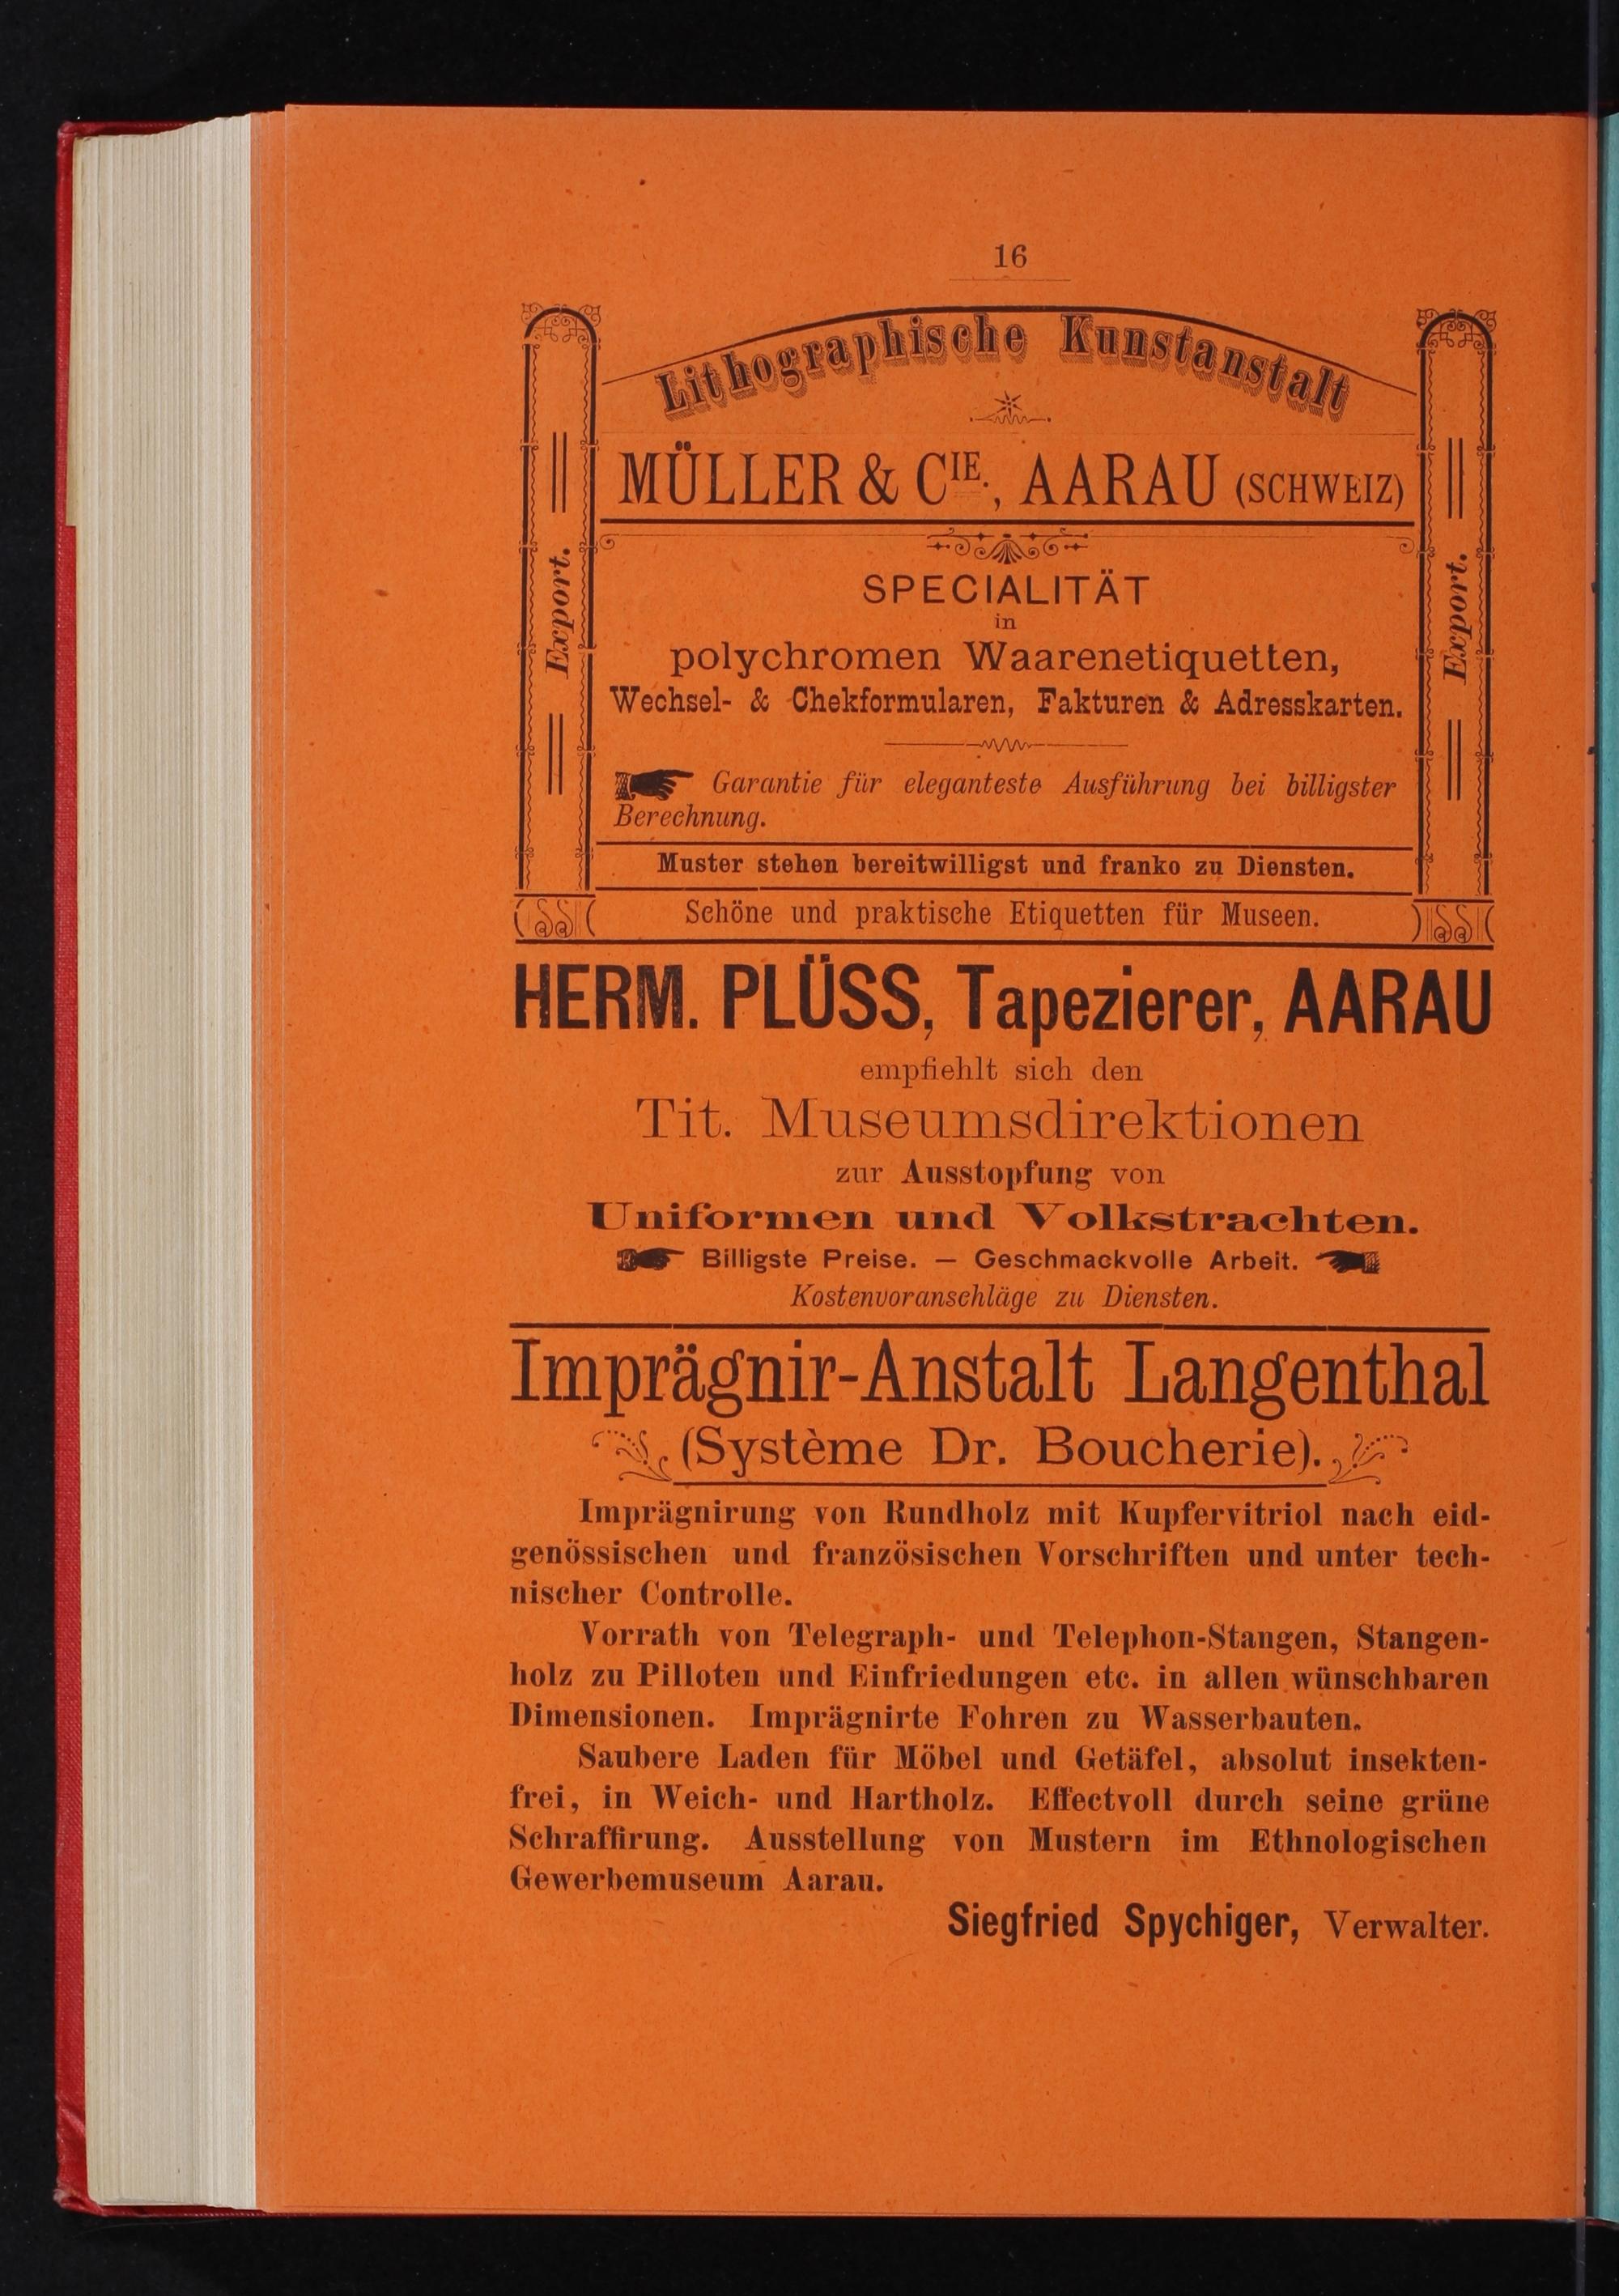 16
Lithographische Kunstanstalt
MÜLLER & CIE., AARAU (SCHWEIZ)
Export.
Export.
SPECIALITÄT
in
polychromen Waarenetiquetten,
Wechsel- & Chekformularen, Fakturen & Adresskarten.
Garantie für eleganteste Ausführung bei billigster
Berechnung.
Muster stehen bereitwilligst und franko zu Diensten.
Schöne und praktische Etiquetten für Museen.
HERM. PLÜSS, Tapezierer, AARAU
empfiehlt sich den
Tit. Museumsdirektionen
zur Ausstopfung von
Uniformen und Volkstrachten.
Billigste Preise. — Geschmackvolle Arbeit.
Kostenvoranschläge zu Diensten.
Imprägnir-Anstalt Langenthal
(Système Dr. Boucherie).
Imprägnirung von Rundholz mit Kupfervitriol nach eid-
genössischen und französischen Vorschriften und unter tech-
nischer Controlle.
Vorrath von Telegraph- und Telephon-Stangen, Stangen-
holz zu Pilloten und Einfriedungen etc. in allen wünschbaren
Dimensionen. Imprägnirte Fohren zu Wasserbauten.
Saubere Laden für Möbel und Getäfel, absolut insekten-
frei, in Weich- und Hartholz. Effectvoll durch seine grüne
Schraffirung. Ausstellung von Mustern im Ethnologischen
Gewerbemuseum Aarau.
Siegfried Spychiger, Verwalter.